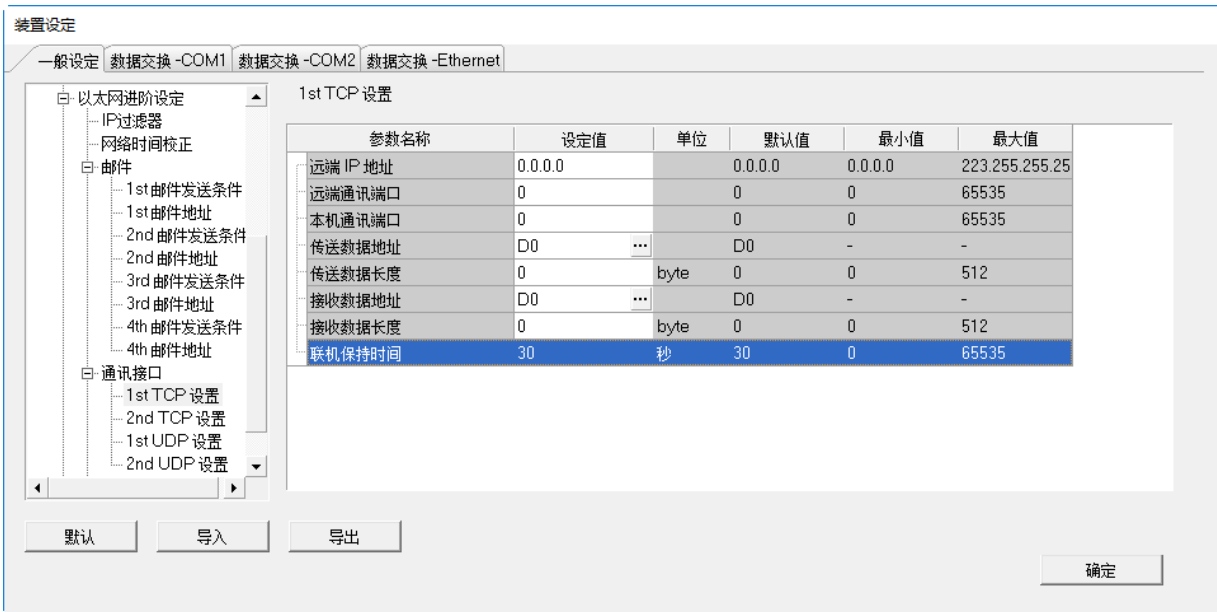 装置设定
一般设定 数据交换 -COM1 数据交换 -COM2 数据交换 -Ethernet
以太网进阶设定
IP过滤器
网络时间校正
邮件
1st 邮件发送条件
1st 邮件地址
2nd 邮件发送条件
2nd 邮件地址
3rd 邮件发送条件
3rd 邮件地址
4th 邮件发送条件
4th 邮件地址
通讯接口
1st TCP 设置
2nd TCP 设置
1st UDP 设置
2nd UDP 设置
1st TCP 设置
参数名称 设定值 单位 默认值 最小值 最大值
远端 IP 地址 0.0.0.0 0.0.0.0 0.0.0.0 223.255.255.25
远端通讯端口 0 0 0 65535
本机通讯端口 0 0 0 65535
传送数据地址 D0 ... D0 - -
传送数据长度 0 byte 0 0 512
接收数据地址 D0 ... D0 - -
接收数据长度 0 byte 0 0 512
联机保持时间 30 秒 30 0 65535
默认 导入 导出
确定